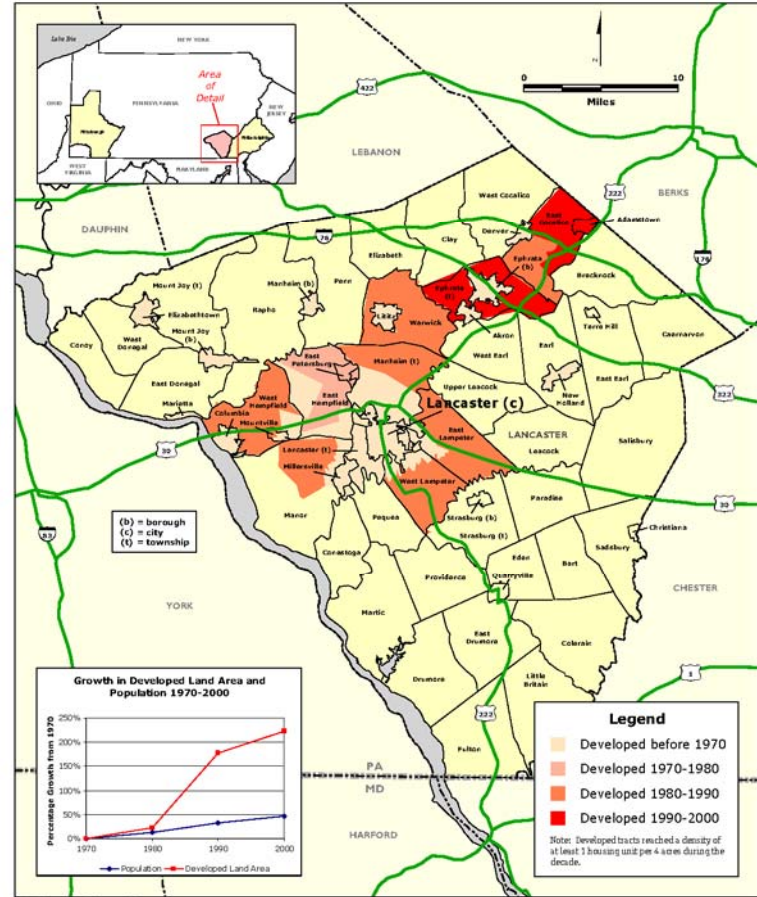 Lake Erie
NEW YORK
Area
of
Detail
OHIO
PENNSYLVANIA
NEW
JERSEY
Pittsburgh
Philadelphia
WEST
VIRGINIA
MARYLAND
422
0
10
Miles
LEBANON
BERKS
DAUPHIN
222
76
176
West Cocalico
East
Cocalico
Adamstown
Denver
Clay
Elizabeth
Ephrata
(b)
Ephrata
(t)
Brecknock
Penn
Mount Joy (t)
Manheim (b)
Elizabethtown
Rapho
Mount Joy
(b)
Lititz
Warwick
Akron
Terre Hill
Caernarvon
Conoy
West
Donegal
West Earl
Earl
East
Petersburg
Manheim (t)
East Earl
322
East Donegal
Upper Leacock
New
Holland
Marietta
West
Hempfield
East
Hempfield
Lancaster (c)
Columbia
Mountville
East
Lampeter
LANCASTER
Leacock
Salisbury
30
Lancaster (t)
Millersville
West Lampeter
Manor
Pequea
Strasburg (b)
Paradise
30
Strasburg (t)
Christiana
(b) = borough
(c) = city
(t) = township
83
Conestoga
Eden
Bart
Sadsbury
Providence
Quarryville
CHESTER
YORK
Martic
East
Drumore
Colerain
Drumore
Little
Britain
1
222
Fulton
PA
MD
HARFORD
Growth in Developed Land Area and
Population 1970-2000
Percentage Growth from 1970
250%
200%
150%
100%
50%
0%
1970
1980
1990
2000
Population
Developed Land Area
Legend
Developed before 1970
Developed 1970-1980
Developed 1980-1990
Developed 1990-2000
Note: Developed tracts reached a density of
at least 1 housing unit per 4 acres during the
decade.